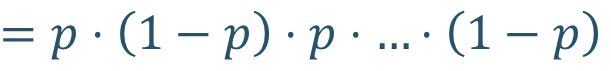 = p · (1 − p) · p · … · (1 − p)